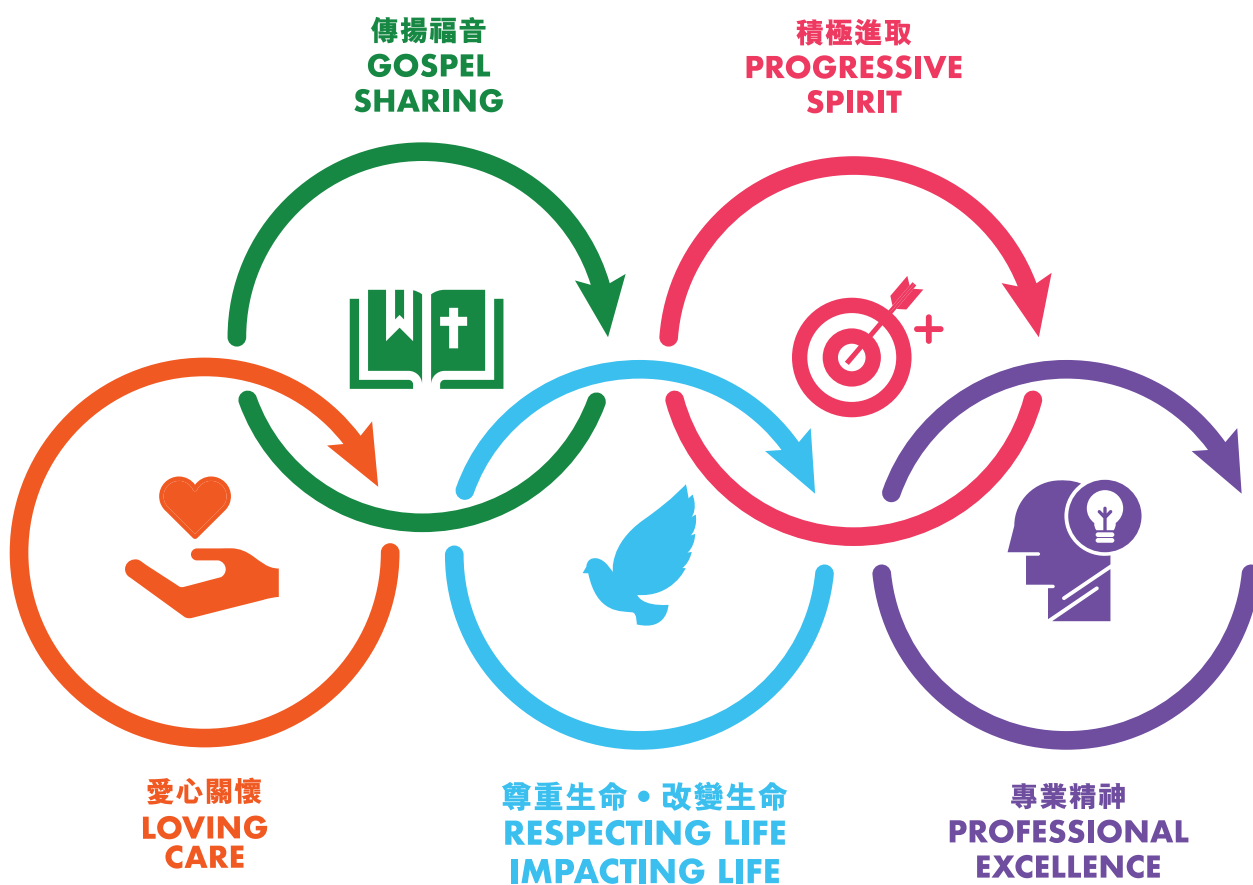 傳揚福音
GOSPEL
SHARING
積極進取
PROGRESSIVE
SPIRIT
愛心關懷
LOVING
CARE
尊重生命•改變生命
RESPECTING LIFE
IMPACTING LIFE
專業精神
PROFESSIONAL
EXCELLENCE